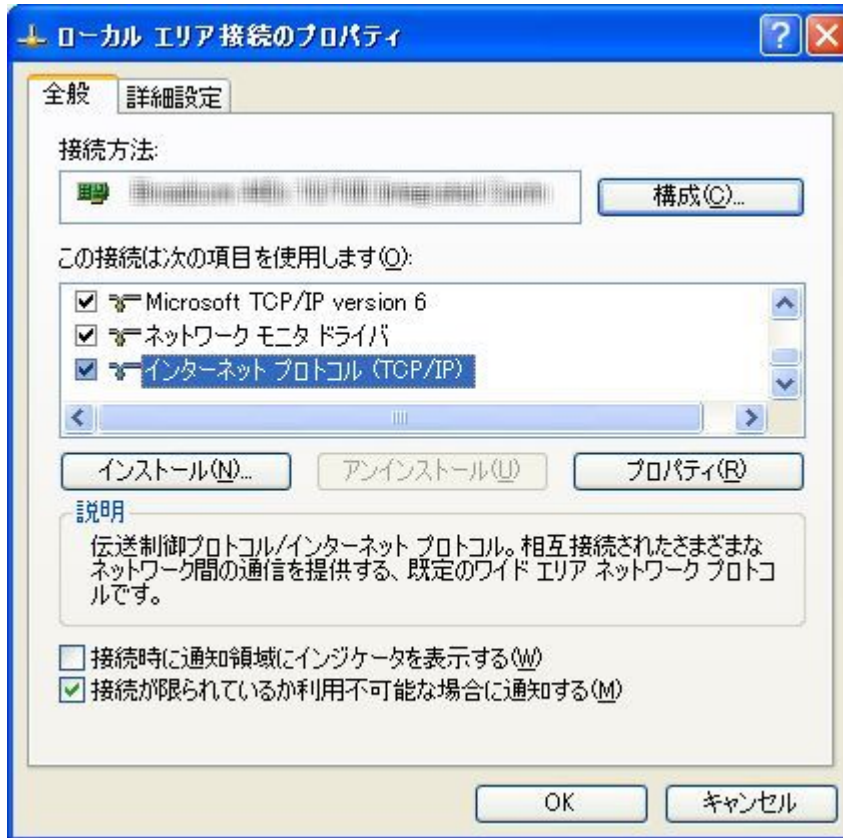 ローカル エリア接続のプロパティ
全般
詳細設定
接続方法:
構成(C)...
この接続は次の項目を使用します(O):
Microsoft TCP/IP version 6
ネットワーク モニタ ドライバ
インターネット プロトコル (TCP/IP)
インストール(N)...
アンインストール(U)
プロパティ(R)
説明
伝送制御プロトコル/インターネット プロトコル。相互接続されたさまざまな
ネットワーク間の通信を提供する、既定のワイド エリア ネットワーク プロトコ
ルです。
接続時に通知領域にインジケータを表示する(W)
接続が限られているか利用不可能な場合に通知する(M)
OK
キャンセル